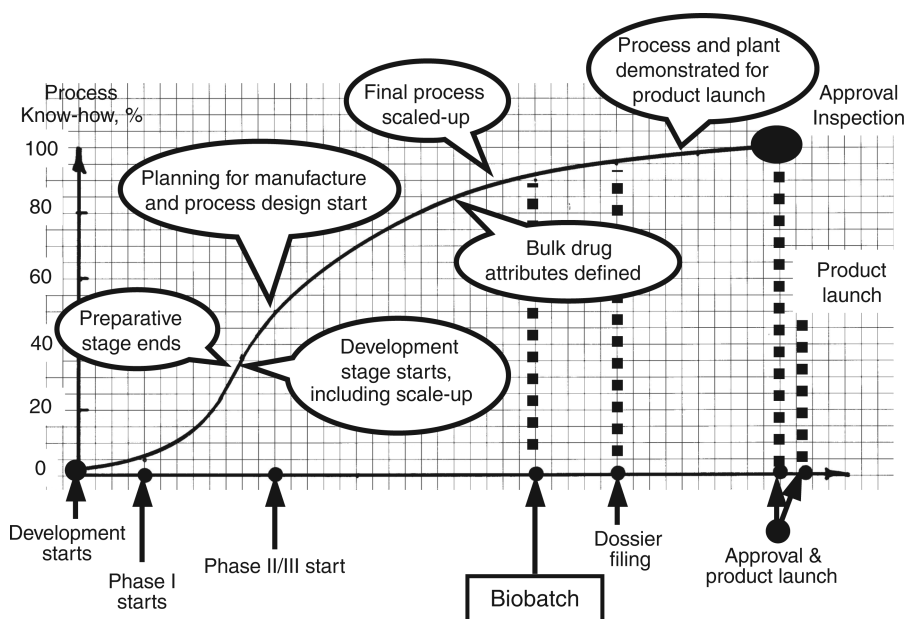 Process
Know-how, %
100
80
60
40
20
0
Planning for manufacture
and process design start
Final process
scaled-up
Process and plant
demonstrated for
product launch
Approval
Inspection
Preparative
stage ends
Development
stage starts,
including scale-up
Bulk drug
attributes defined
Product
launch
Development
starts
Phase I
starts
Phase II/III start
Biobatch
Dossier
filing
Approval &
product launch